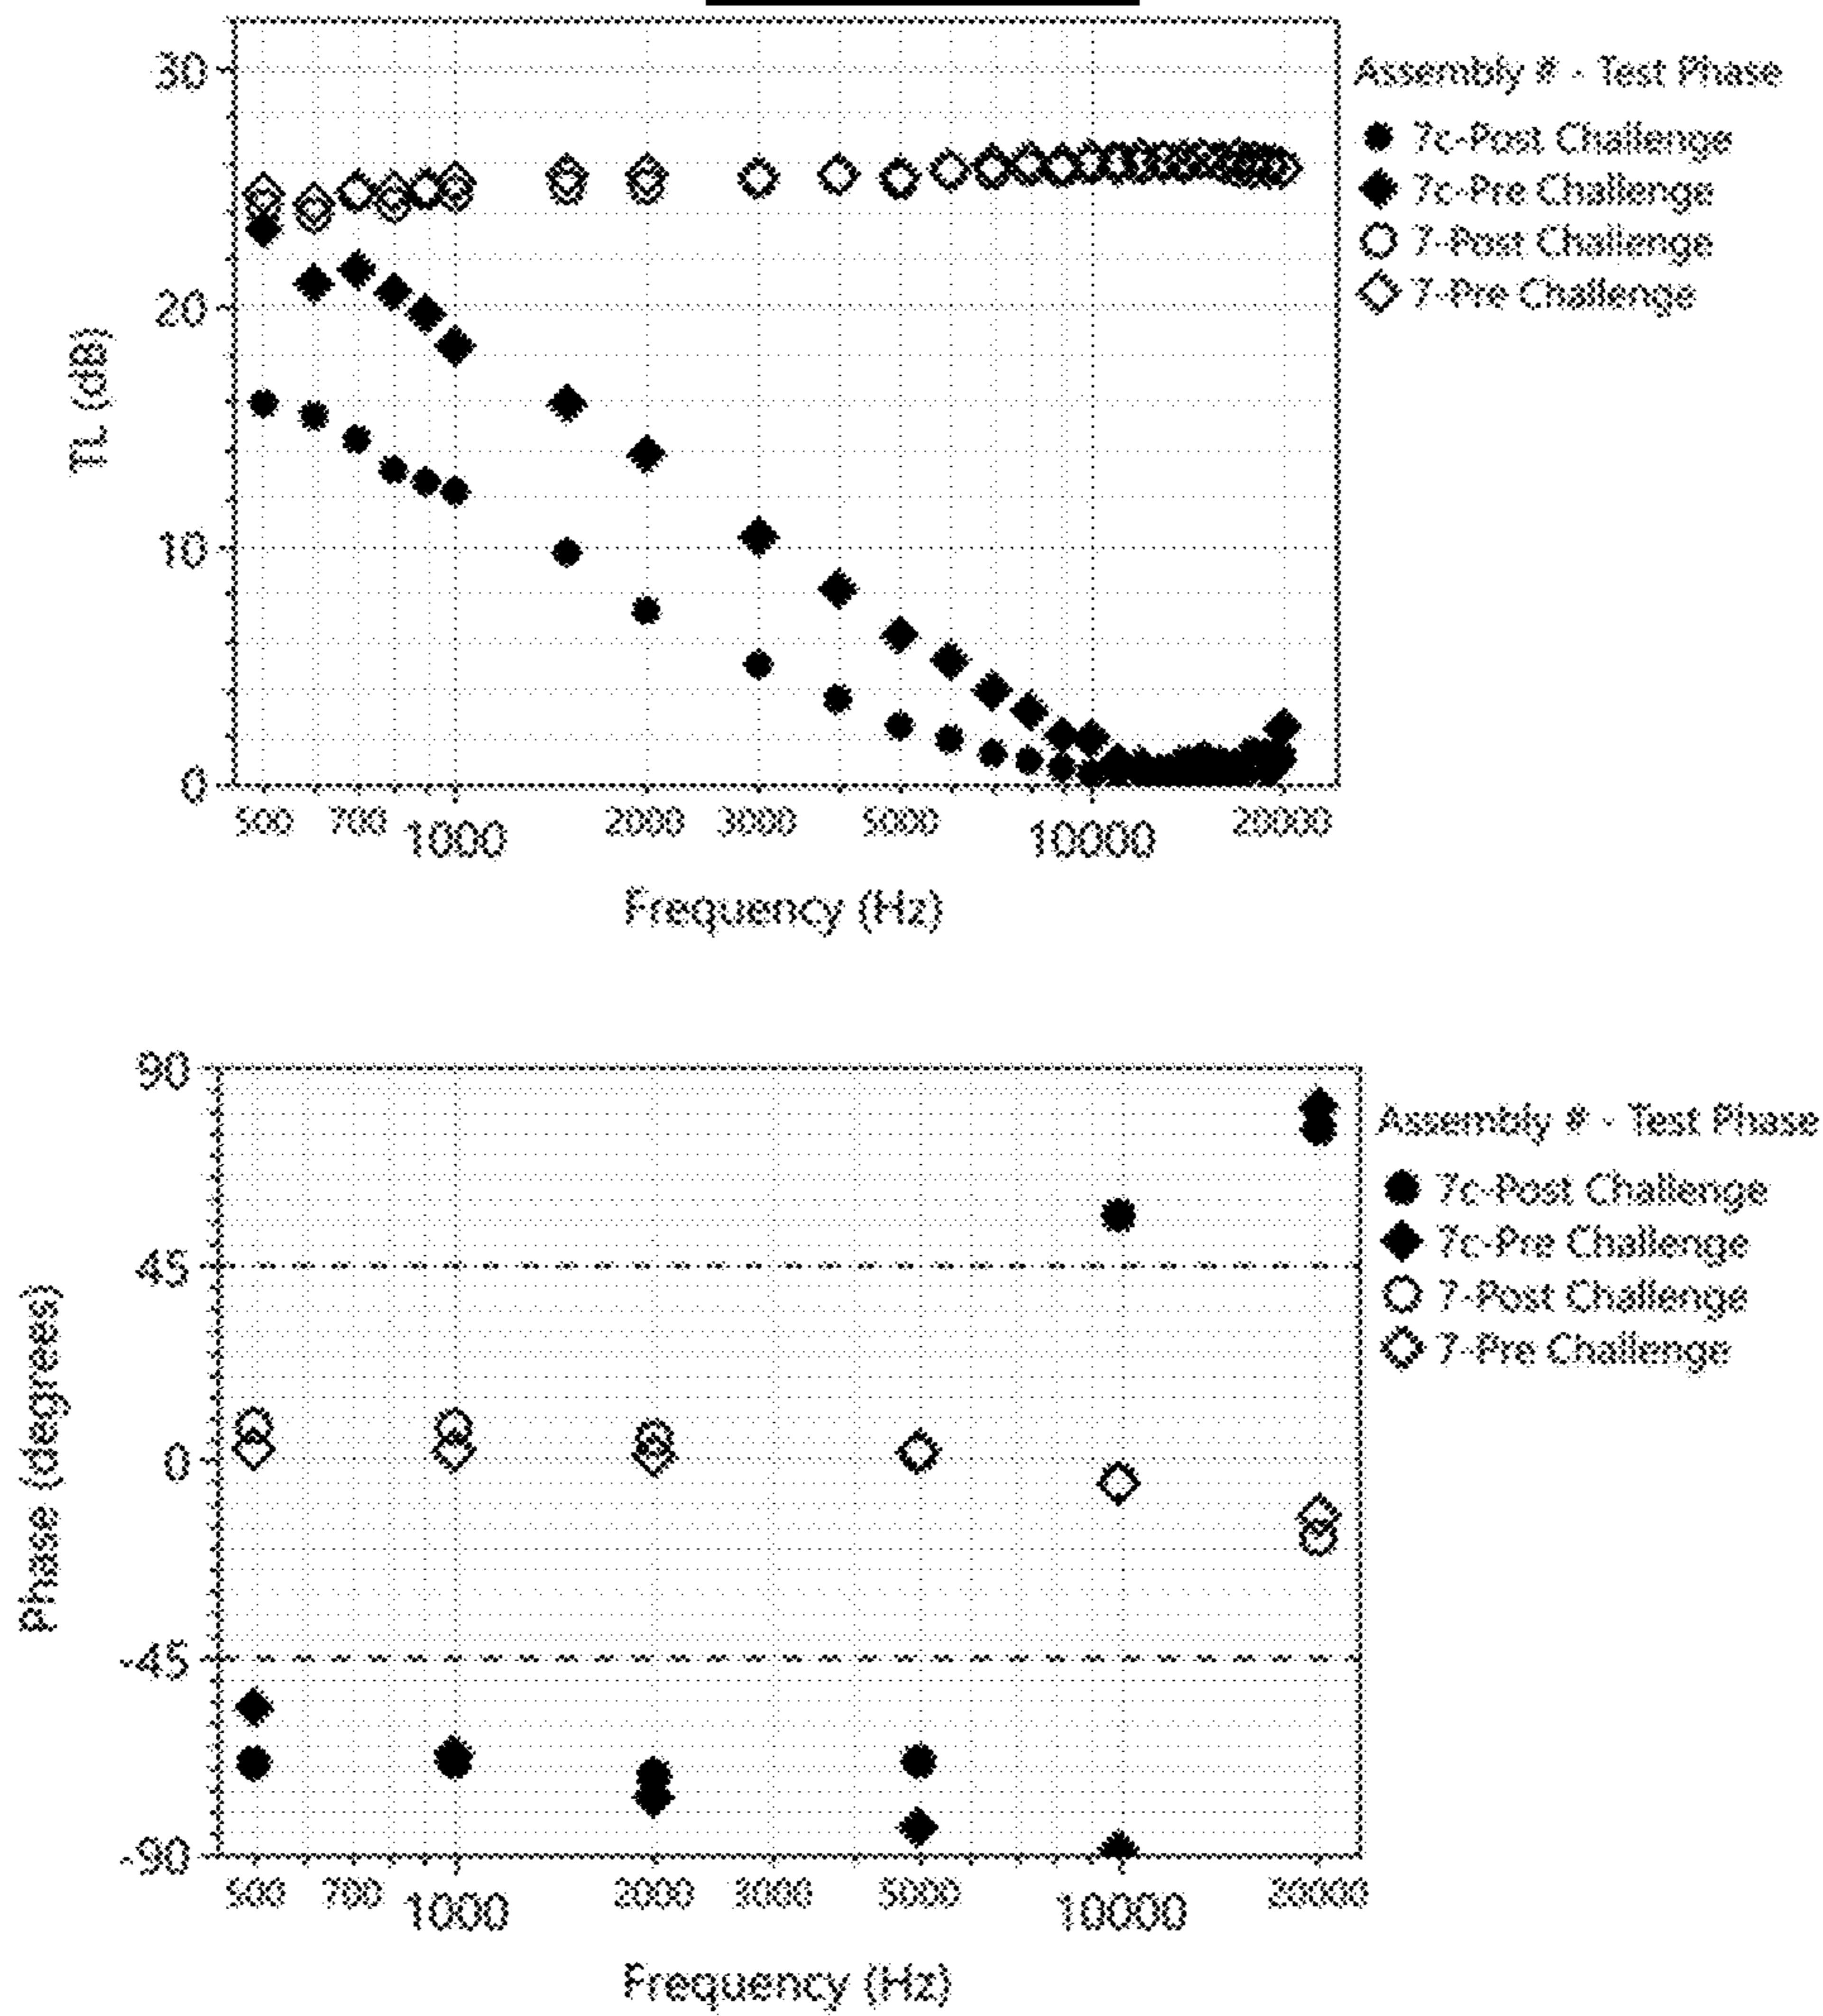 30
20
10
0
TL (dB)
500 700 1000 2000 3000 5000 10000 20000
Frequency (Hz)
Assembly # - Test Phase
7c-Post Challenge
7c-Pre Challenge
7-Post Challenge
7-Pre Challenge
90
45
0
-45
-90
Phase (degrees)
500 700 1000 2000 3000 5000 10000 20000
Frequency (Hz)
Assembly # - Test Phase
7c-Post Challenge
7c-Pre Challenge
7-Post Challenge
7-Pre Challenge